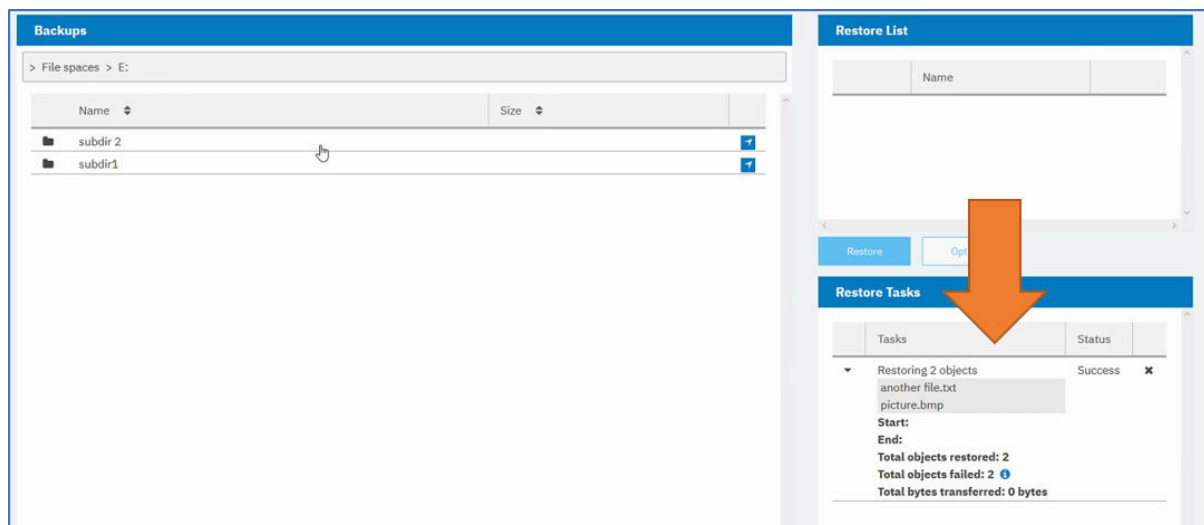 Backups
> File spaces > E:
Name Size
subdir 2
subdir1
Restore List
Name
Restore
Restore Tasks
Tasks Status
Restoring 2 objects Success
another file.txt
picture.bmp
Start:
End:
Total objects restored: 2
Total objects failed: 2
Total bytes transferred: 0 bytes